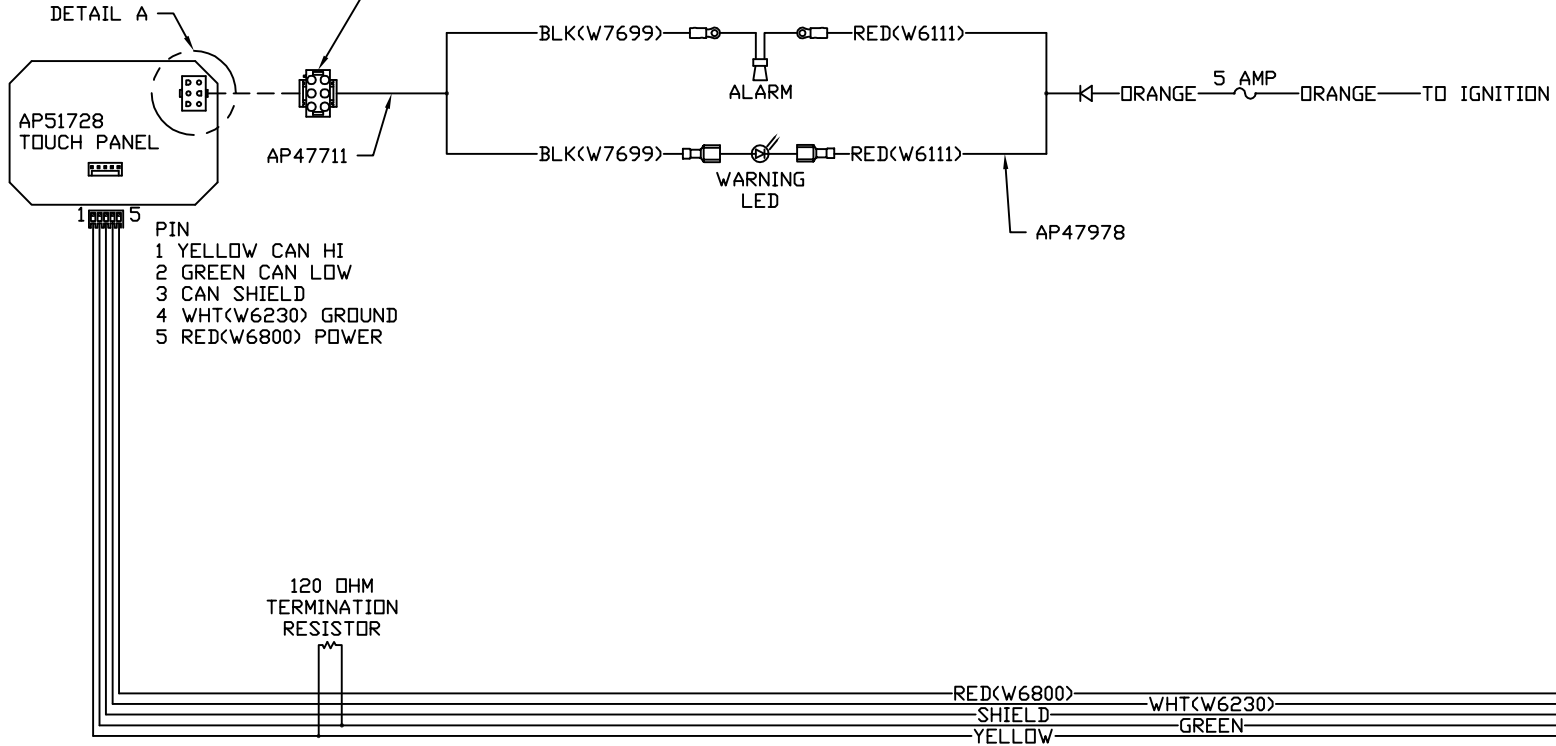 DETAIL A
AP51728
TOUCH PANEL
AP47711
BLK(W7699)
RED(W6111)
ALARM
BLK(W7699)
RED(W6111)
WARNING
LED
AP47978
ORANGE
5 AMP
ORANGE
TO IGNITION
1
5
PIN
1 YELLOW CAN HI
2 GREEN CAN LOW
3 CAN SHIELD
4 WHT(W6230) GROUND
5 RED(W6800) POWER
120 OHM
TERMINATION
RESISTOR
RED(W6800)
WHT(W6230)
SHIELD
GREEN
YELLOW